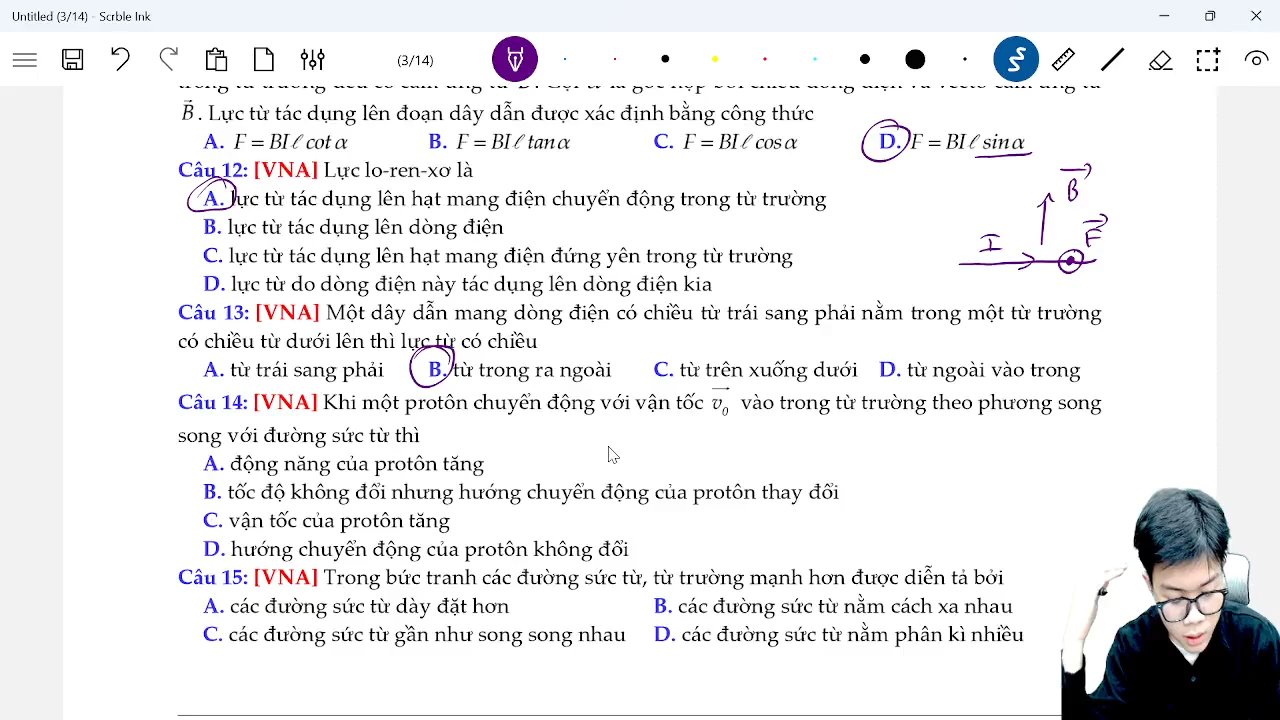 Untitled (3/14) - Scrble Ink
(3/14)
B⃗. Lực từ tác dụng lên đoạn dây dẫn được xác định bằng công thức
A. F = BIℓ cot α B. F = BIℓ tan α C. F = BIℓ cos α D. F = BIℓ sin α
Câu 12: [VNA] Lực lo-ren-xơ là
A. lực từ tác dụng lên hạt mang điện chuyển động trong từ trường
B⃗
B. lực từ tác dụng lên dòng điện
I F⃗
C. lực từ tác dụng lên hạt mang điện đứng yên trong từ trường
D. lực từ do dòng điện này tác dụng lên dòng điện kia
Câu 13: [VNA] Một dây dẫn mang dòng điện có chiều từ trái sang phải nằm trong một từ trường
có chiều từ dưới lên thì lực từ có chiều
A. từ trái sang phải B. từ trong ra ngoài C. từ trên xuống dưới D. từ ngoài vào trong
Câu 14: [VNA] Khi một protôn chuyển động với vận tốc v₀⃗ vào trong từ trường theo phương song
song với đường sức từ thì
A. động năng của protôn tăng
B. tốc độ không đổi nhưng hướng chuyển động của protôn thay đổi
C. vận tốc của protôn tăng
D. hướng chuyển động của protôn không đổi
Câu 15: [VNA] Trong bức tranh các đường sức từ, từ trường mạnh hơn được diễn tả bởi
A. các đường sức từ dày đặt hơn B. các đường sức từ nằm cách xa nhau
C. các đường sức từ gần như song song nhau D. các đường sức từ nằm phân kì nhiều